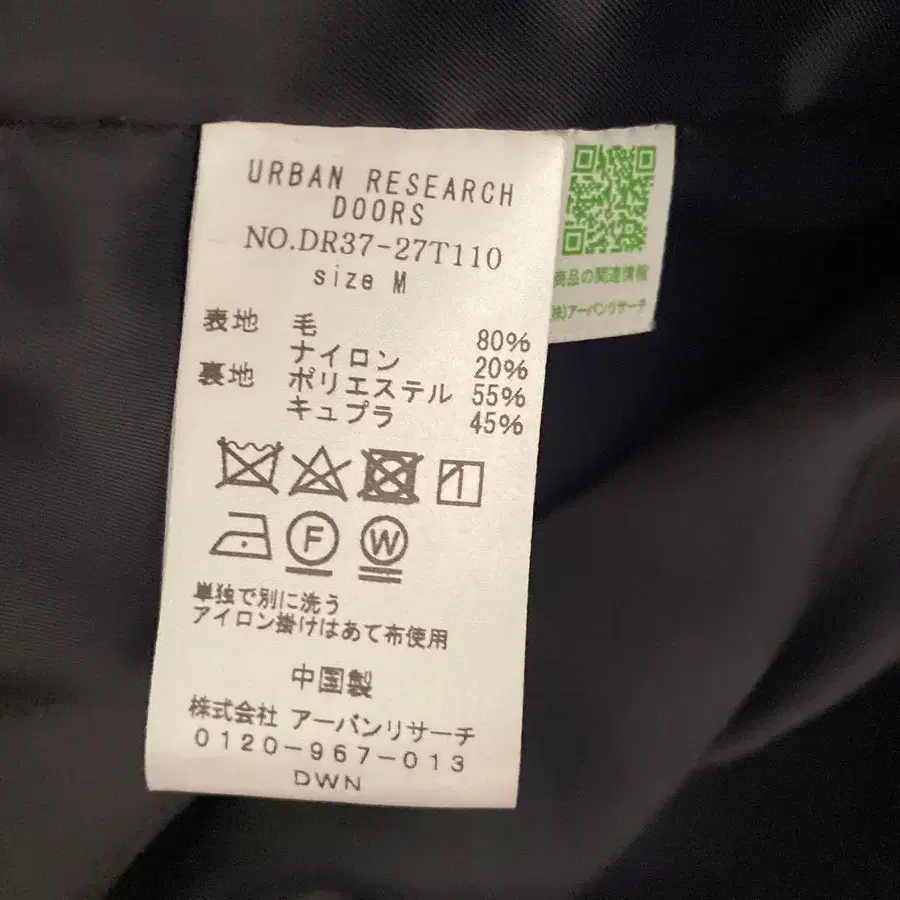 URBAN RESEARCH
DOORS
NO.DR37-27T110
size M
表地 毛 80%
ナイロン 20%
裏地 ポリエステル 55%
キュプラ 45%
F W
単独で別に洗う
アイロン掛けはあて布使用
中国製
株式会社 アーバンリサーチ
0120-967-013
DWN
商品の関連情報
(株)アーバンリサーチ